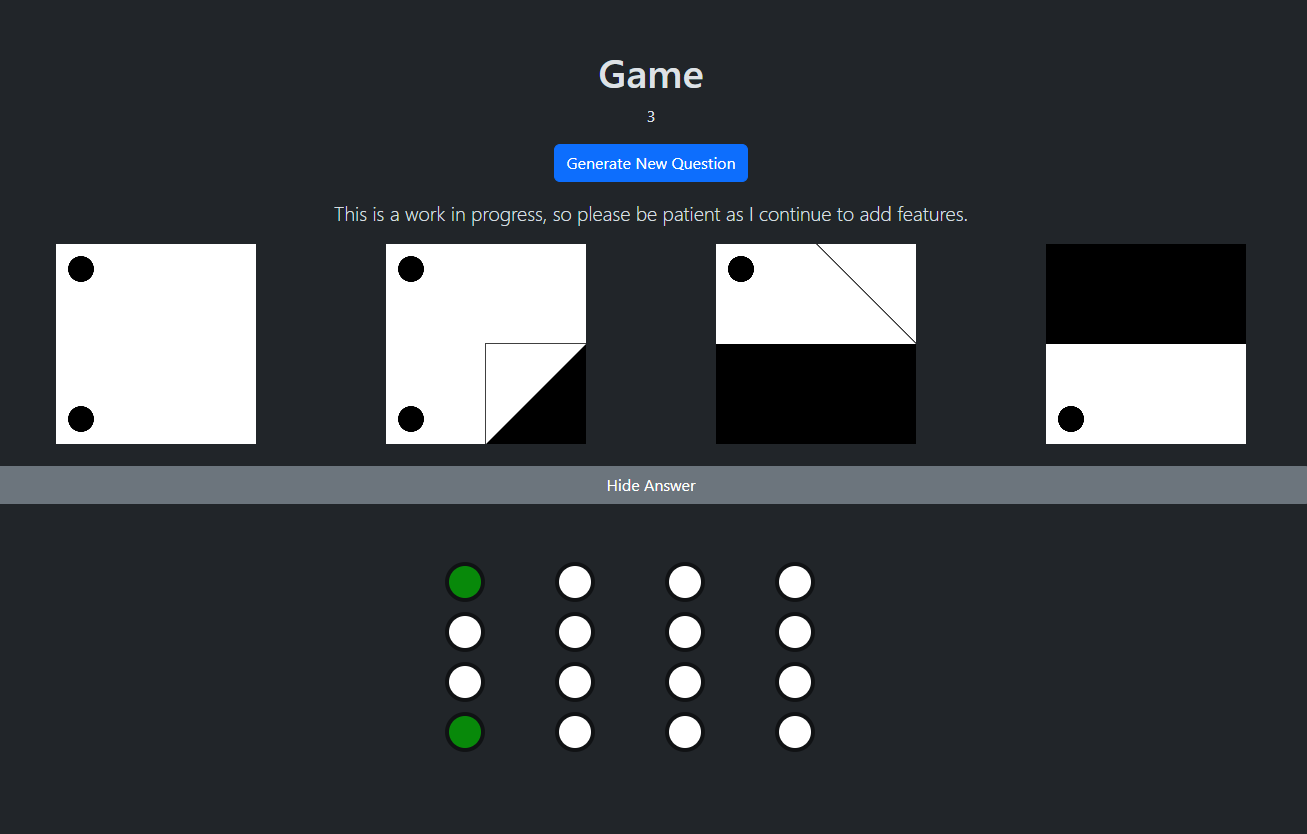 Game
3
Generate New Question
This is a work in progress, so please be patient as I continue to add features.
Hide Answer